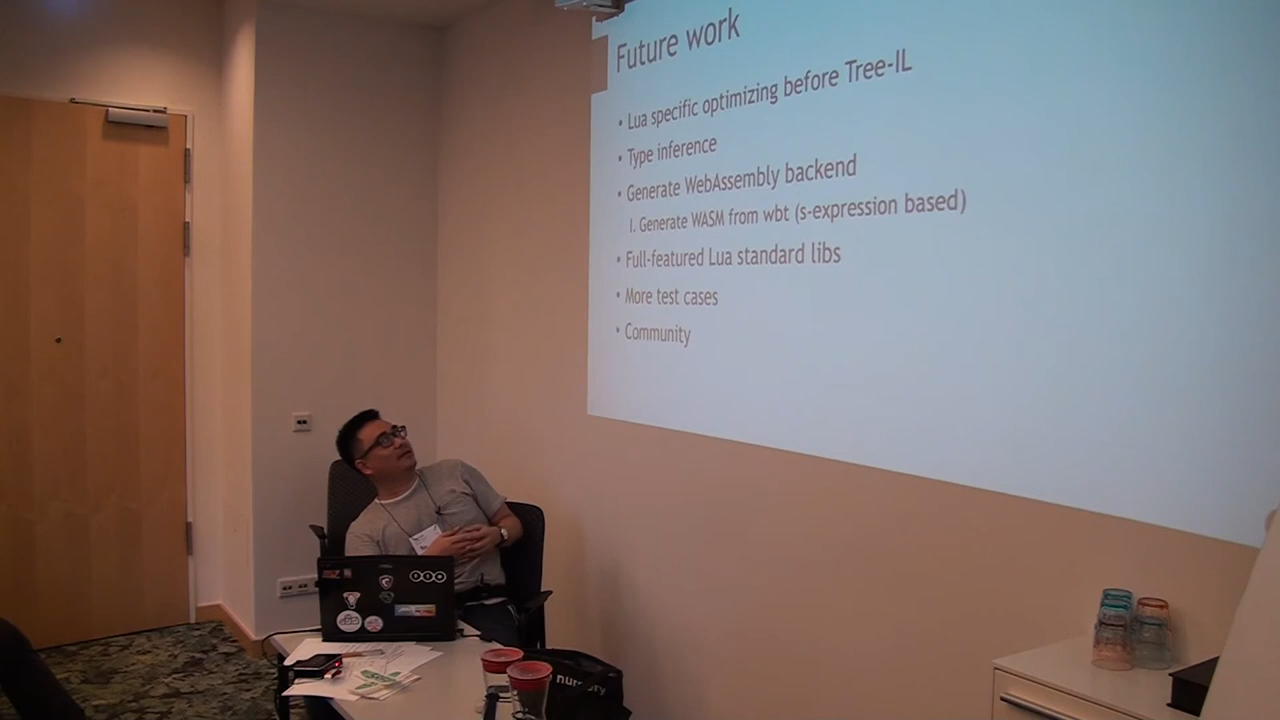 Future work
• Lua specific optimizing before Tree-IL
• Type inference
• Generate WebAssembly backend
I. Generate WASM from wbt (s-expression based)
• Full-featured Lua standard libs
• More test cases
• Community